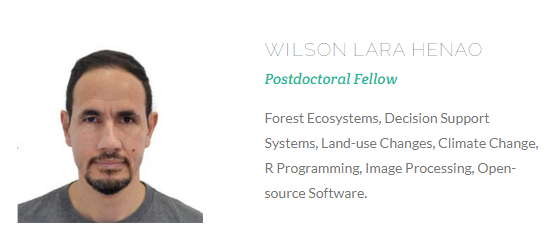 WILSON LARA HENAO
Postdoctoral Fellow
Forest Ecosystems, Decision Support
Systems, Land-use Changes, Climate Change,
R Programming, Image Processing, Open-
source Software.